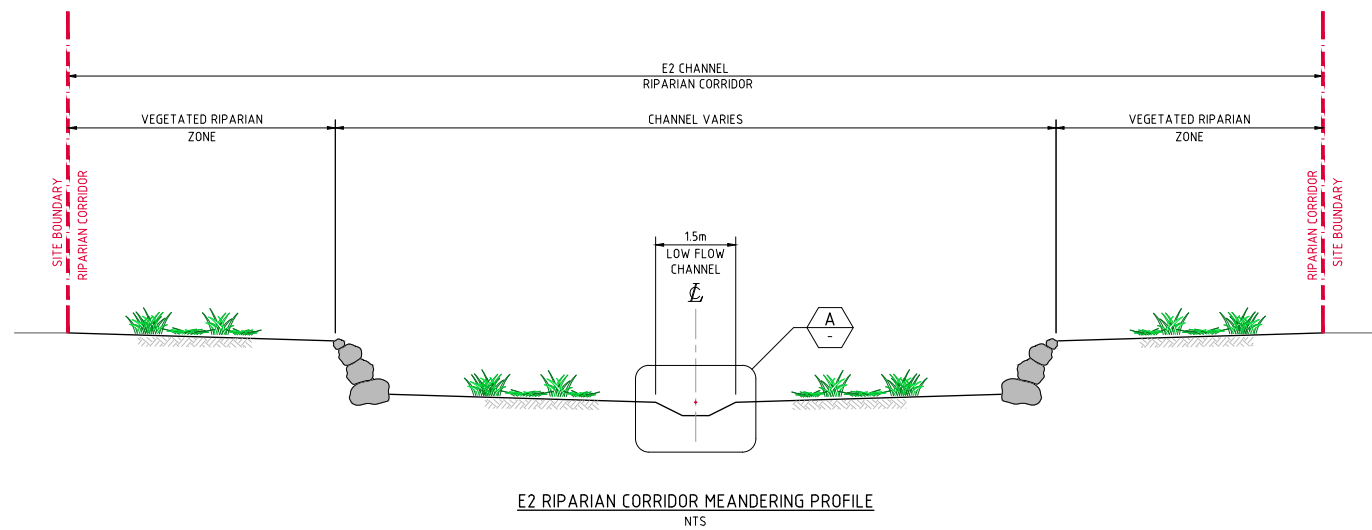 E2 CHANNEL
RIPARIAN CORRIDOR
VEGETATED RIPARIAN
ZONE
CHANNEL VARIES
VEGETATED RIPARIAN
ZONE
SITE BOUNDARY
RIPARIAN CORRIDOR
RIPARIAN CORRIDOR
SITE BOUNDARY
1.5m
LOW FLOW
CHANNEL
℄
A
-
E2 RIPARIAN CORRIDOR MEANDERING PROFILE
NTS